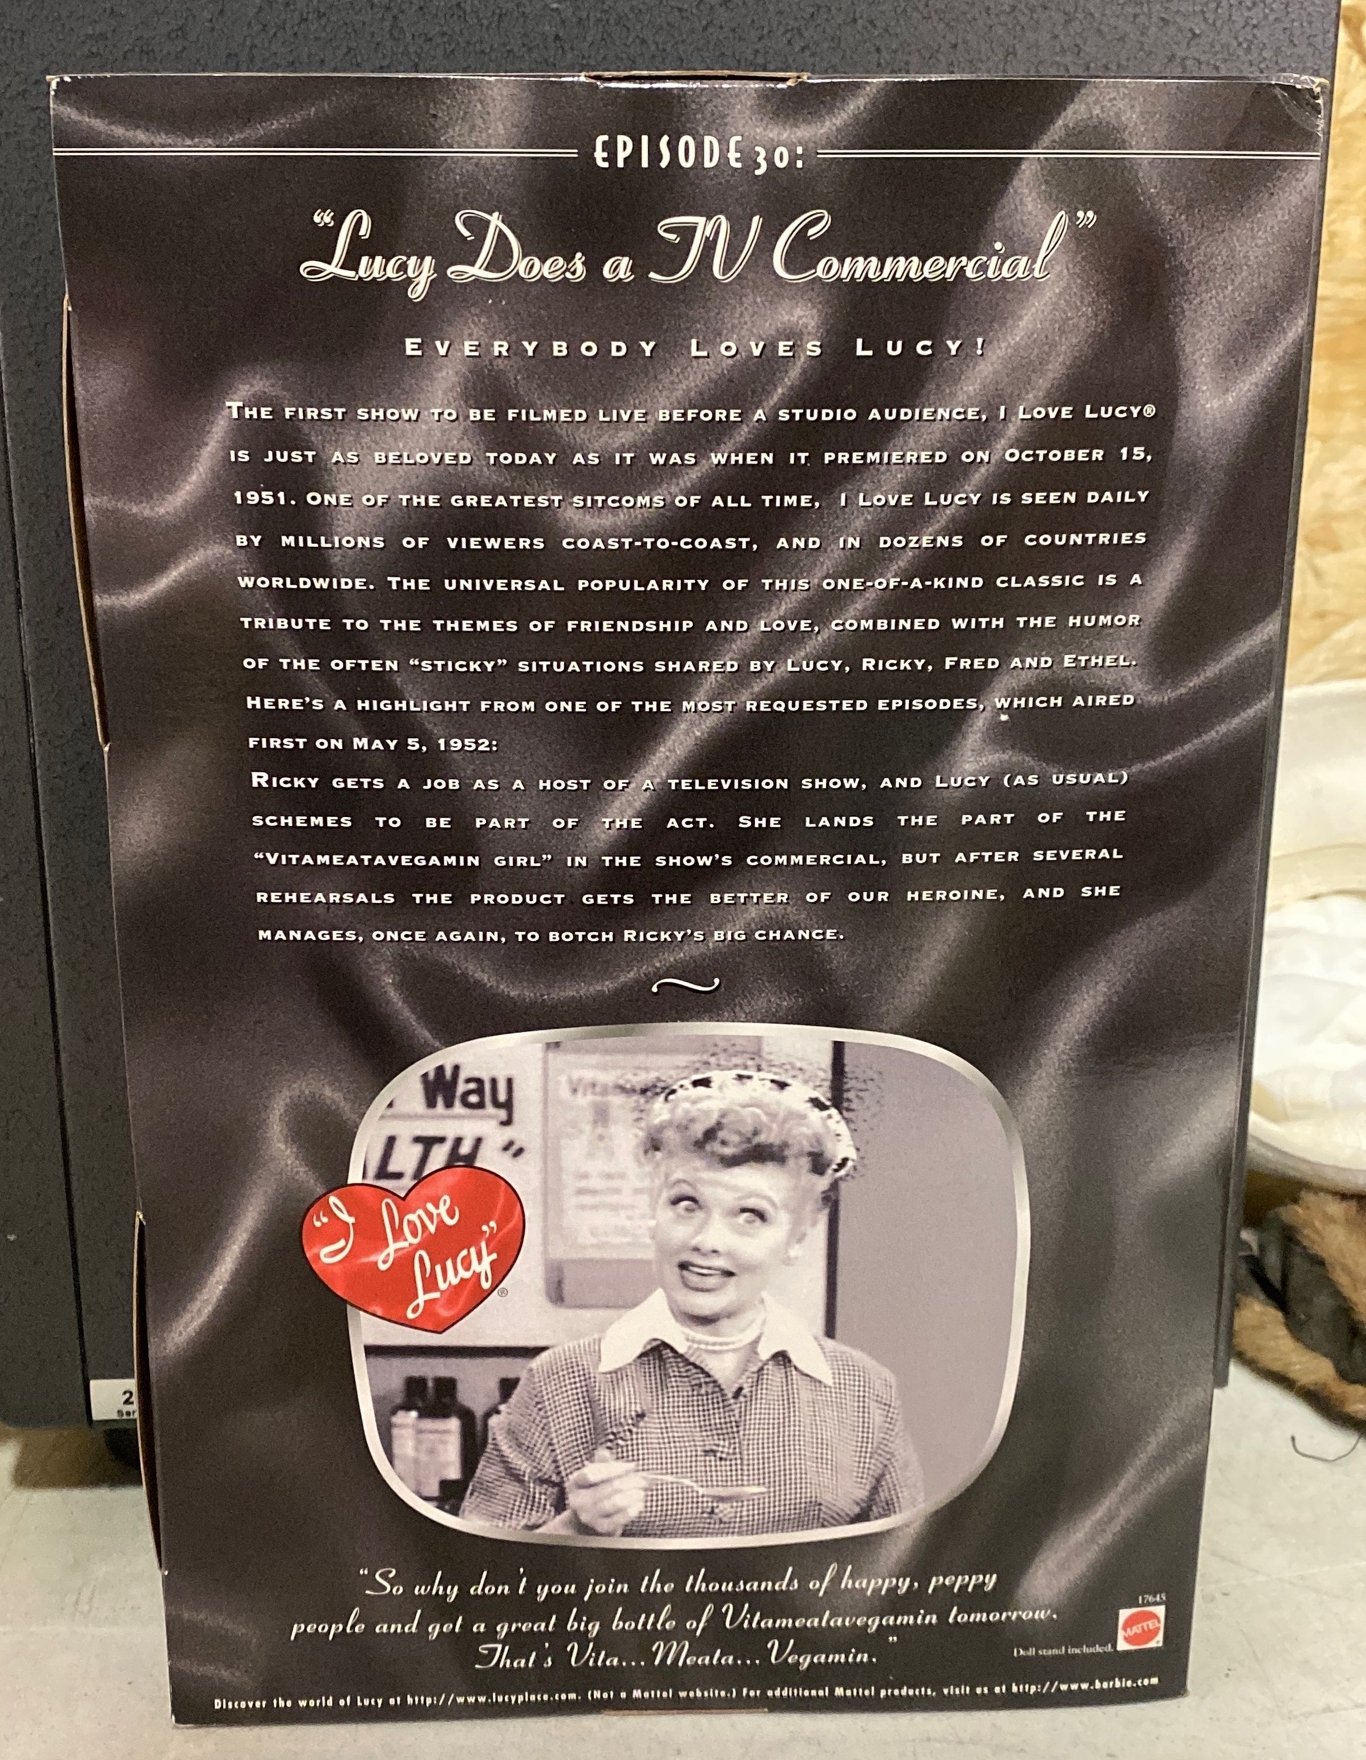 EPISODE 30:
"Lucy Does a TV Commercial"
EVERYBODY LOVES LUCY!
THE FIRST SHOW TO BE FILMED LIVE BEFORE A STUDIO AUDIENCE, I LOVE LUCY®
IS JUST AS BELOVED TODAY AS IT WAS WHEN IT PREMIERED ON OCTOBER 15,
1951. ONE OF THE GREATEST SITCOMS OF ALL TIME, I LOVE LUCY IS SEEN DAILY
BY MILLIONS OF VIEWERS COAST-TO-COAST, AND IN DOZENS OF COUNTRIES
WORLDWIDE. THE UNIVERSAL POPULARITY OF THIS ONE-OF-A-KIND CLASSIC IS A
TRIBUTE TO THE THEMES OF FRIENDSHIP AND LOVE, COMBINED WITH THE HUMOR
OF THE OFTEN "STICKY" SITUATIONS SHARED BY LUCY, RICKY, FRED AND ETHEL.
HERE'S A HIGHLIGHT FROM ONE OF THE MOST REQUESTED EPISODES, WHICH AIRED
FIRST ON MAY 5, 1952:
RICKY GETS A JOB AS A HOST OF A TELEVISION SHOW, AND LUCY (AS USUAL)
SCHEMES TO BE PART OF THE ACT. SHE LANDS THE PART OF THE
"VITAMEATAVEGAMIN GIRL" IN THE SHOW'S COMMERCIAL, BUT AFTER SEVERAL
REHEARSALS THE PRODUCT GETS THE BETTER OF OUR HEROINE, AND SHE
MANAGES, ONCE AGAIN, TO BOTCH RICKY'S BIG CHANCE.
Way
LTH"
"I Love
Lucy"®
2
Ser
"So why don't you join the thousands of happy, peppy
people and get a great big bottle of Vitameatavegamin tomorrow.
That's Vita... Meata... Vegamin."
17645
MATTEL
Doll stand included.
Discover the world of Lucy at http://www.lucyplace.com. (Not a Mattel website.) For additional Mattel products, visit us at http://www.barbie.com